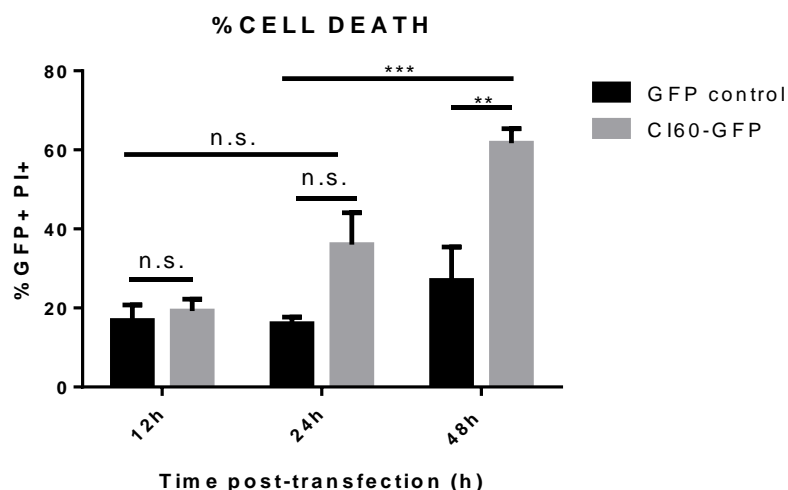 %CELL DEATH
80
60
40
20
0
%GFP+ PI+
n.s.
n.s.
n.s.
***
**
GFP control
CI60-GFP
12h
24h
48h
Time post-transfection (h)